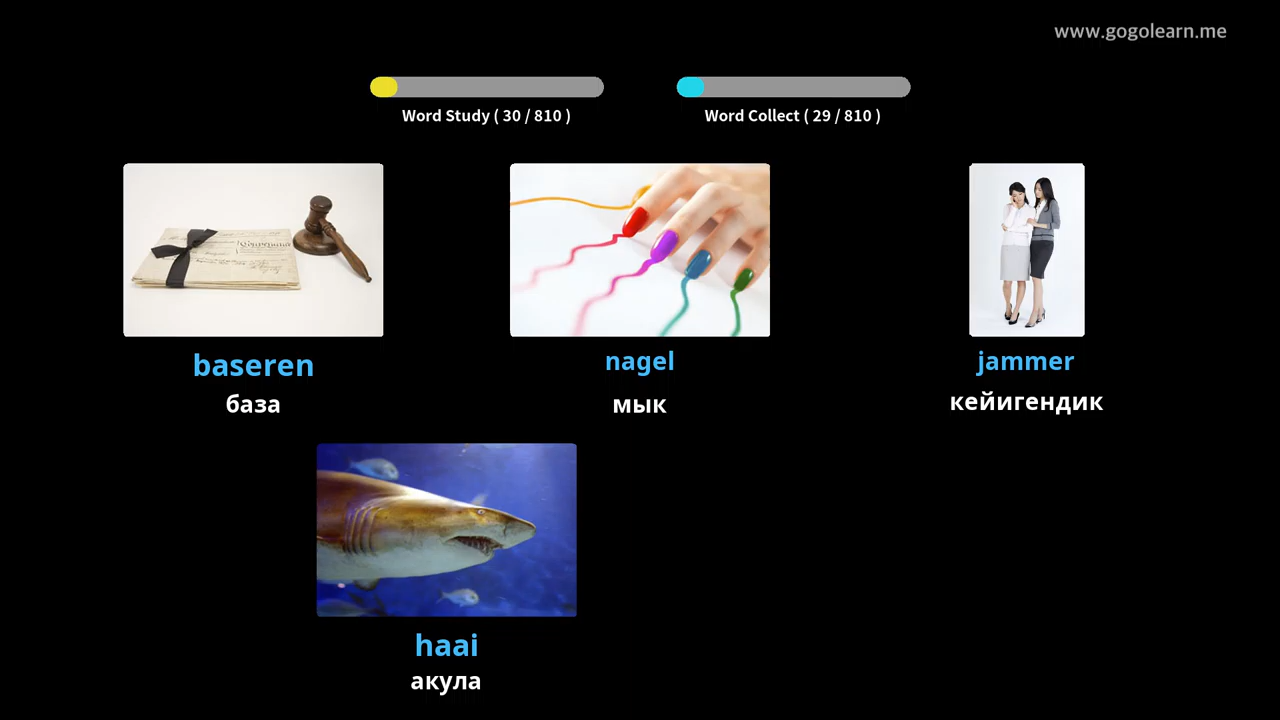 www.gogolearn.me
Word Study ( 30 / 810 )
Word Collect ( 29 / 810 )
baseren
база
nagel
мык
jammer
кейигендик
haai
акула